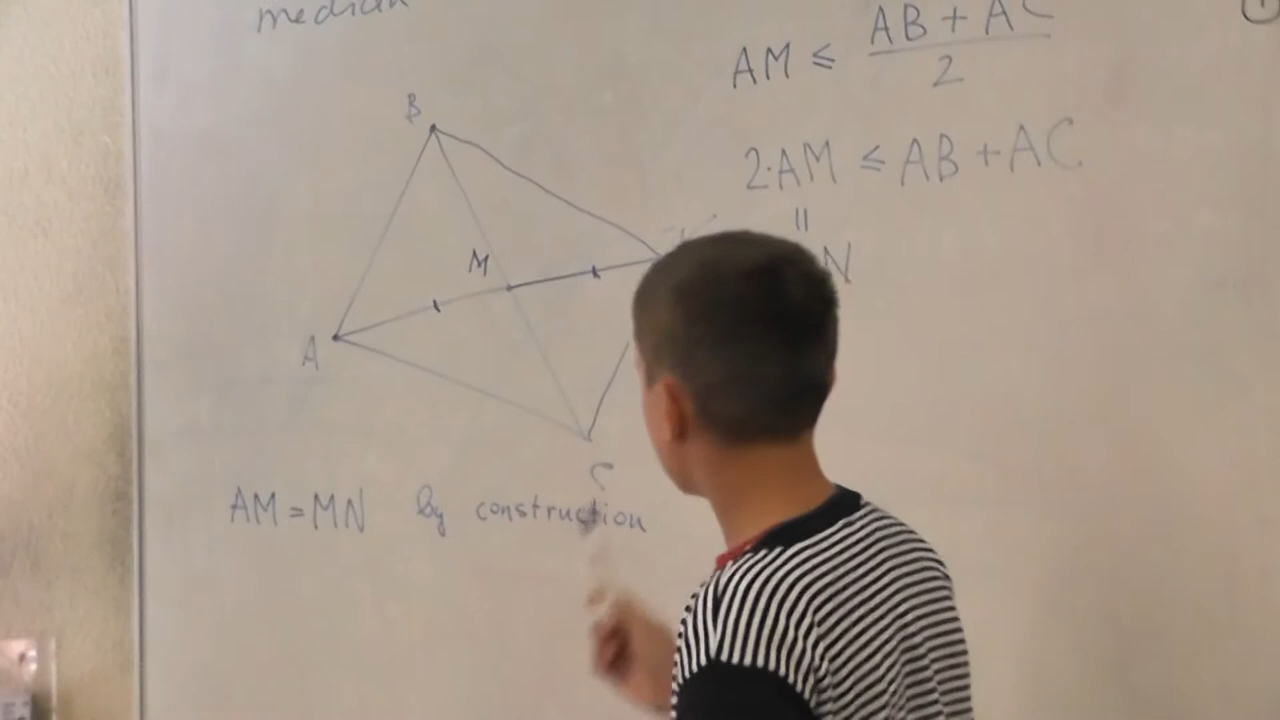 median
AM ≤ AB + AC
2
2·AM ≤ AB + AC
||
N
B
M
A
C
AM = MN by construction